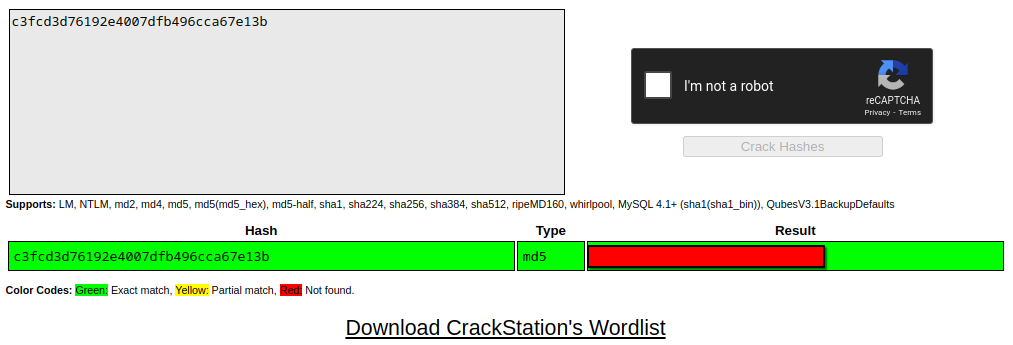 c3fcd3d76192e4007dfb496cca67e13b
I'm not a robot
reCAPTCHA
Privacy - Terms
Crack Hashes
Supports: LM, NTLM, md2, md4, md5, md5(md5_hex), md5-half, sha1, sha224, sha256, sha384, sha512, ripeMD160, whirlpool, MySQL 4.1+ (sha1(sha1_bin)), QubesV3.1BackupDefaults
Hash Type Result
c3fcd3d76192e4007dfb496cca67e13b md5
Color Codes: Green: Exact match, Yellow: Partial match, Red: Not found.
Download CrackStation's Wordlist